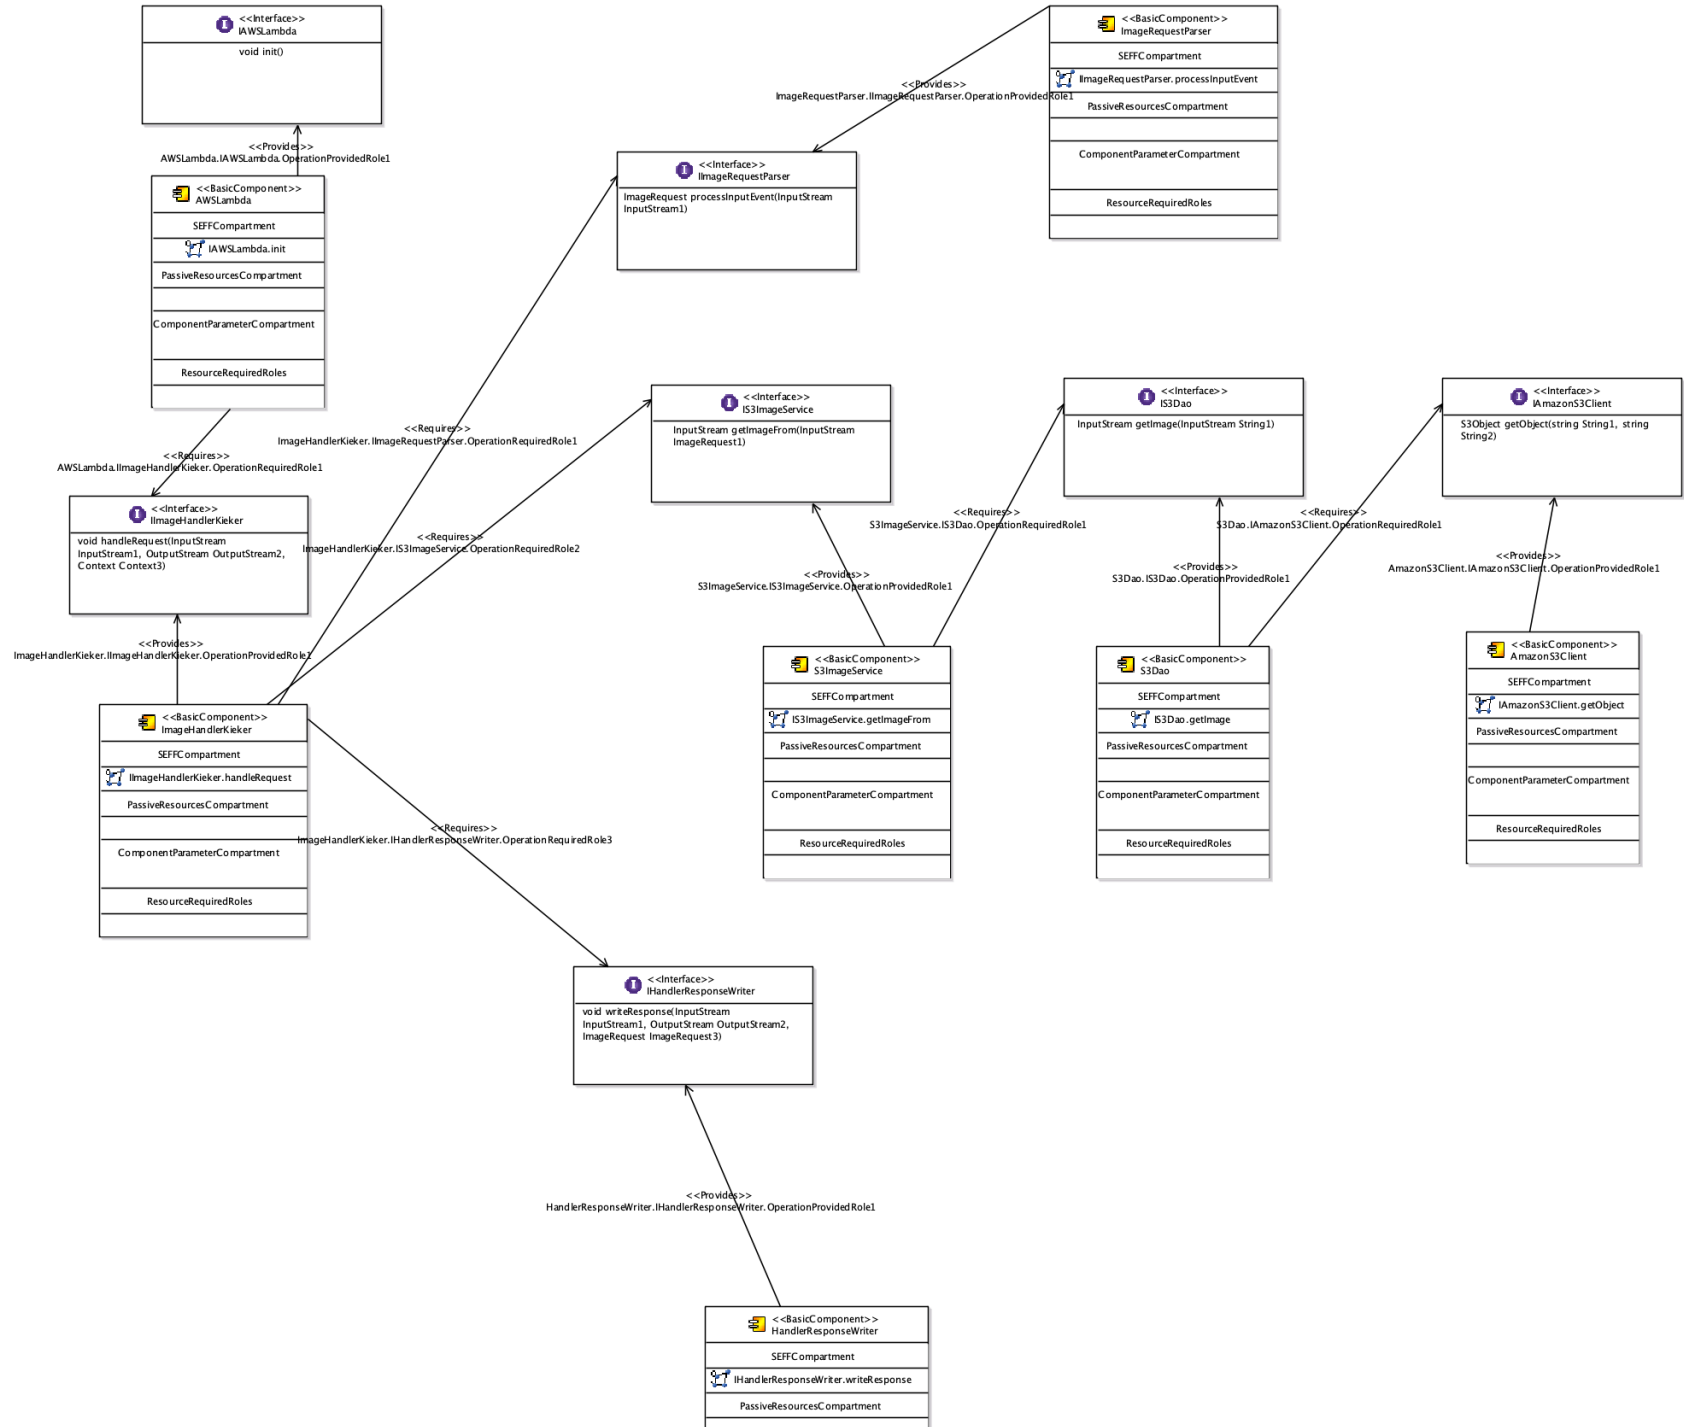 <<Interface>>
IAWSLambda
void init()
<<Provides>>
AWSLambda.IAWSLambda.OperationProvidedRole1
<<BasicComponent>>
AWSLambda
SEFFCompartment
IAWSLambda.init
PassiveResourcesCompartment
ComponentParameterCompartment
ResourceRequiredRoles
<<Requires>>
AWSLambda.IImageHandlerKieker.OperationRequiredRole1
<<Interface>>
IImageHandlerKieker
void handleRequest(InputStream
InputStream1, OutputStream OutputStream2,
Context Context3)
<<Provides>>
ImageHandlerKieker.IImageHandlerKieker.OperationProvidedRole1
<<BasicComponent>>
ImageHandlerKieker
SEFFCompartment
IImageHandlerKieker.handleRequest
PassiveResourcesCompartment
ComponentParameterCompartment
ResourceRequiredRoles
<<Requires>>
ImageHandlerKieker.IImageRequestParser.OperationRequiredRole1
<<Requires>>
ImageHandlerKieker.IS3ImageService.OperationRequiredRole2
<<Requires>>
ImageHandlerKieker.IHandlerResponseWriter.OperationRequiredRole3
<<Interface>>
IImageRequestParser
ImageRequest processInputEvent(InputStream
InputStream1)
<<Provides>>
ImageRequestParser.IImageRequestParser.OperationProvidedRole1
<<BasicComponent>>
ImageRequestParser
SEFFCompartment
IImageRequestParser.processInputEvent
PassiveResourcesCompartment
ComponentParameterCompartment
ResourceRequiredRoles
<<Interface>>
IS3ImageService
InputStream getImageFrom(InputStream
ImageRequest1)
<<Provides>>
S3ImageService.IS3ImageService.OperationProvidedRole1
<<Requires>>
S3ImageService.IS3Dao.OperationRequiredRole1
<<BasicComponent>>
S3ImageService
SEFFCompartment
IS3ImageService.getImageFrom
PassiveResourcesCompartment
ComponentParameterCompartment
ResourceRequiredRoles
<<Interface>>
IS3Dao
InputStream getImage(InputStream String1)
<<Provides>>
S3Dao.IS3Dao.OperationProvidedRole1
<<Requires>>
S3Dao.IAmazonS3Client.OperationRequiredRole1
<<BasicComponent>>
S3Dao
SEFFCompartment
IS3Dao.getImage
PassiveResourcesCompartment
ComponentParameterCompartment
ResourceRequiredRoles
<<Interface>>
IAmazonS3Client
S3Object getObject(string String1, string
String2)
<<Provides>>
AmazonS3Client.IAmazonS3Client.OperationProvidedRole1
<<BasicComponent>>
AmazonS3Client
SEFFCompartment
IAmazonS3Client.getObject
PassiveResourcesCompartment
ComponentParameterCompartment
ResourceRequiredRoles
<<Interface>>
IHandlerResponseWriter
void writeResponse(InputStream
InputStream1, OutputStream OutputStream2,
ImageRequest ImageRequest3)
<<Provides>>
HandlerResponseWriter.IHandlerResponseWriter.OperationProvidedRole1
<<BasicComponent>>
HandlerResponseWriter
SEFFCompartment
IHandlerResponseWriter.writeResponse
PassiveResourcesCompartment